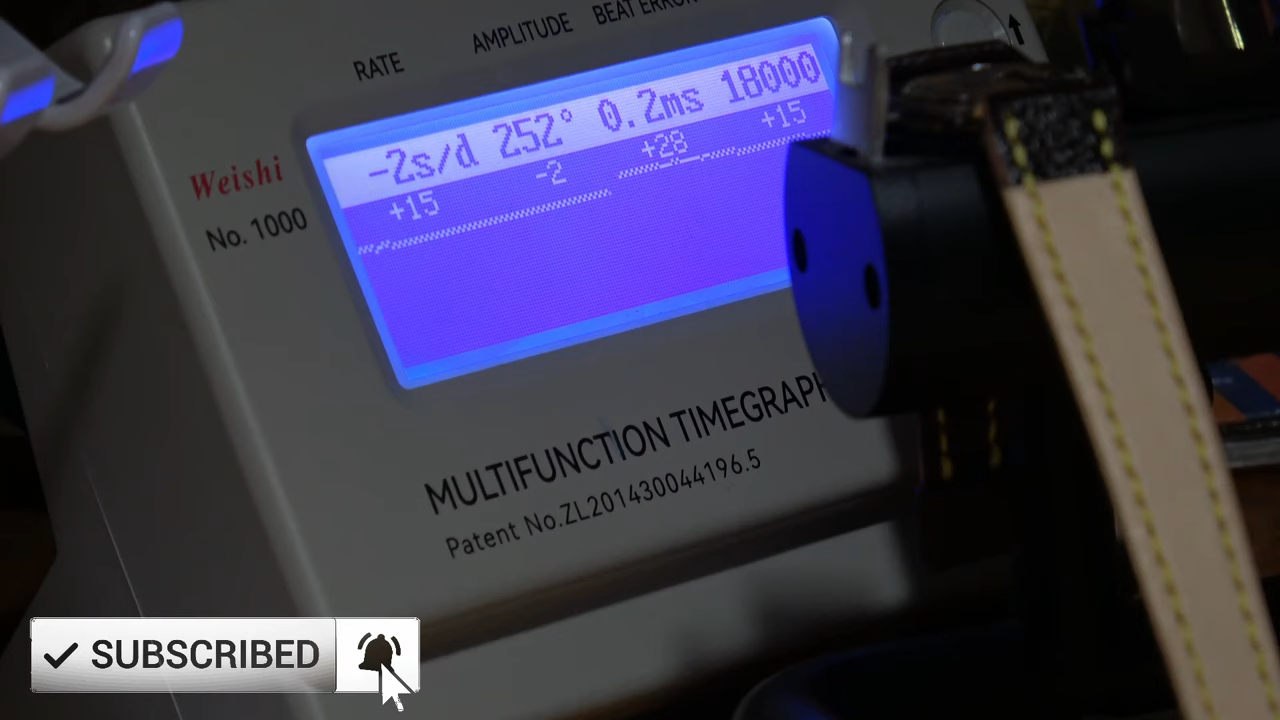 RATE AMPLITUDE BEAT ERROR
-2s/d 252° 0.2ms 18000
+15 -2 +28 +15
Weishi
No. 1000
MULTIFUNCTION TIMEGRAPH
Patent No.ZL201430044196.5
SUBSCRIBED